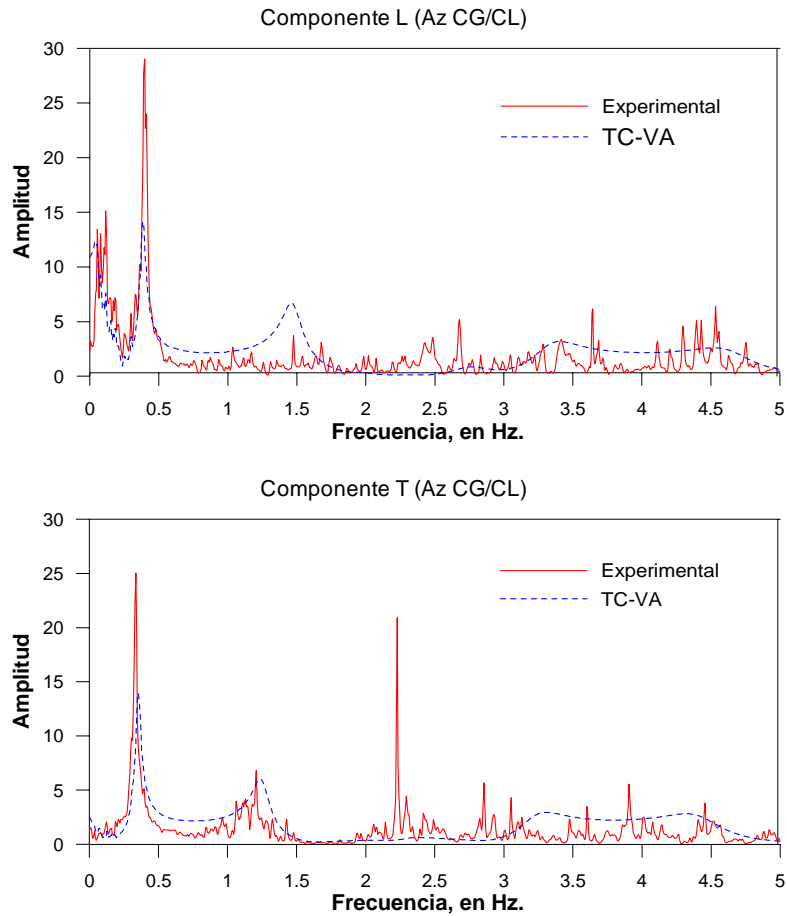 Componente L (Az CG/CL)
30
25
20
15
10
5
0
Amplitud
Experimental
TC-VA
0 0.5 1 1.5 2 2.5 3 3.5 4 4.5 5
Frecuencia, en Hz.
Componente T (Az CG/CL)
30
25
20
15
10
5
0
Amplitud
Experimental
TC-VA
0 0.5 1 1.5 2 2.5 3 3.5 4 4.5 5
Frecuencia, en Hz.